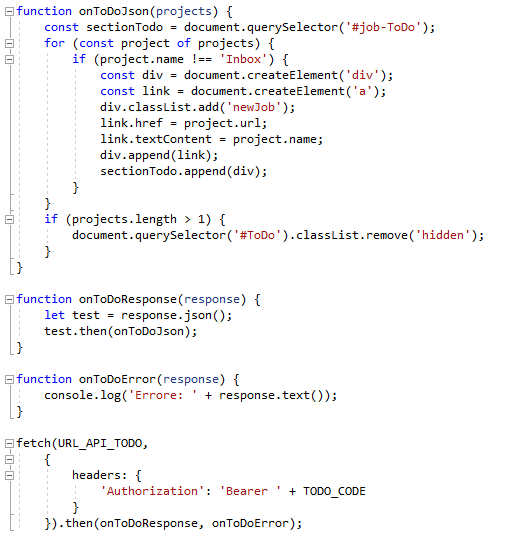 function onToDoJson(projects) {
    const sectionTodo = document.querySelector('#job-ToDo');
    for (const project of projects) {
        if (project.name !== 'Inbox') {
            const div = document.createElement('div');
            const link = document.createElement('a');
            div.classList.add('newJob');
            link.href = project.url;
            link.textContent = project.name;
            div.append(link);
            sectionTodo.append(div);
        }
    }
    if (projects.length > 1) {
        document.querySelector('#ToDo').classList.remove('hidden');
    }
}

function onToDoResponse(response) {
    let test = response.json();
    test.then(onToDoJson);
}

function onToDoError(response) {
    console.log('Errore: ' + response.text());
}

fetch(URL_API_TODO,
    {
        headers: {
            'Authorization': 'Bearer ' + TODO_CODE
        }
    }).then(onToDoResponse, onToDoError);